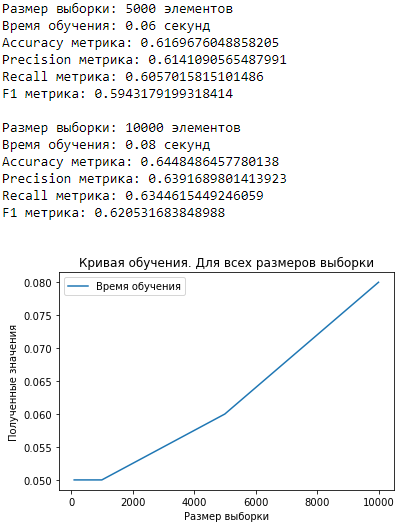 Размер выборки: 5000 элементов
Время обучения: 0.06 секунд
Accuracy метрика: 0.6169676048858205
Precision метрика: 0.6141090565487991
Recall метрика: 0.6057015815101486
F1 метрика: 0.5943179199318414
Размер выборки: 10000 элементов
Время обучения: 0.08 секунд
Accuracy метрика: 0.6448486457780138
Precision метрика: 0.6391689801413923
Recall метрика: 0.6344615449246059
F1 метрика: 0.620531683848988
Кривая обучения. Для всех размеров выборки
Время обучения
Полученные значения
0.080
0.075
0.070
0.065
0.060
0.055
0.050
0
2000
4000
6000
8000
10000
Размер выборки